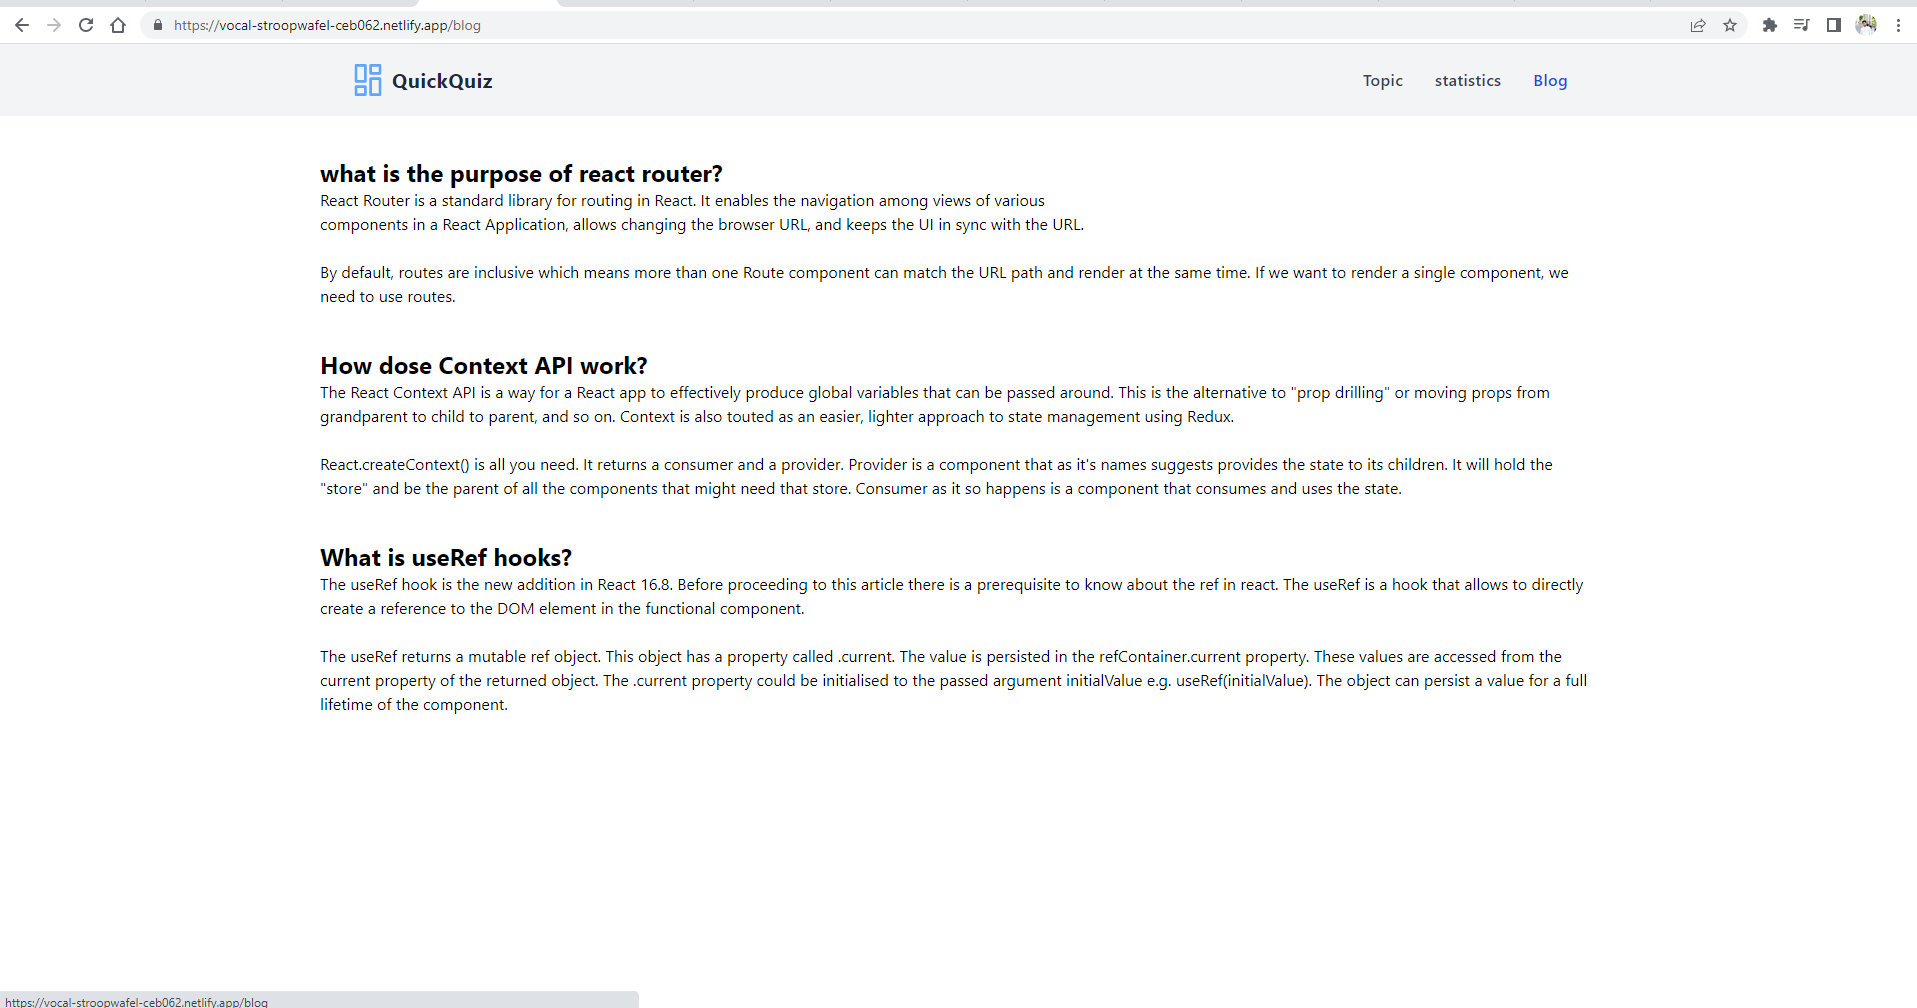 https://vocal-stroopwafel-ceb062.netlify.app/blog
QuickQuiz
Topic statistics Blog
what is the purpose of react router?
React Router is a standard library for routing in React. It enables the navigation among views of various
components in a React Application, allows changing the browser URL, and keeps the UI in sync with the URL.
By default, routes are inclusive which means more than one Route component can match the URL path and render at the same time. If we want to render a single component, we
need to use routes.
How dose Context API work?
The React Context API is a way for a React app to effectively produce global variables that can be passed around. This is the alternative to "prop drilling" or moving props from
grandparent to child to parent, and so on. Context is also touted as an easier, lighter approach to state management using Redux.
React.createContext() is all you need. It returns a consumer and a provider. Provider is a component that as it's names suggests provides the state to its children. It will hold the
"store" and be the parent of all the components that might need that store. Consumer as it so happens is a component that consumes and uses the state.
What is useRef hooks?
The useRef hook is the new addition in React 16.8. Before proceeding to this article there is a prerequisite to know about the ref in react. The useRef is a hook that allows to directly
create a reference to the DOM element in the functional component.
The useRef returns a mutable ref object. This object has a property called .current. The value is persisted in the refContainer.current property. These values are accessed from the
current property of the returned object. The .current property could be initialised to the passed argument initialValue e.g. useRef(initialValue). The object can persist a value for a full
lifetime of the component.
https://vocal-stroopwafel-ceb062.netlify.app/blog